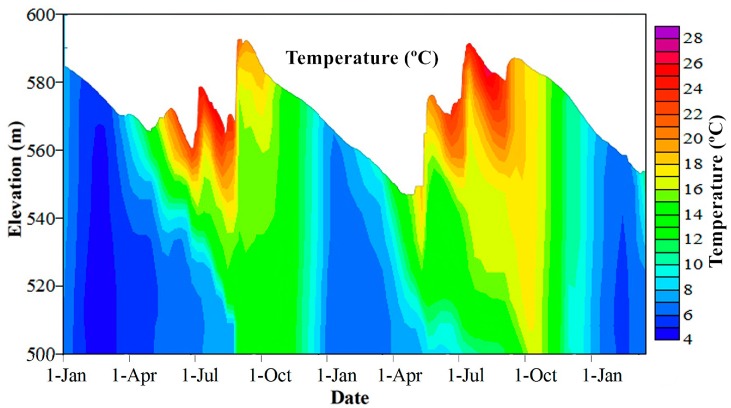 Temperature (ºC)
Elevation (m)
600
580
560
540
520
500
1-Jan
1-Apr
1-Jul
1-Oct
1-Jan
1-Apr
1-Jul
1-Oct
1-Jan
Date
28
26
24
22
20
18
16
14
12
10
8
6
4
Temperature (ºC)